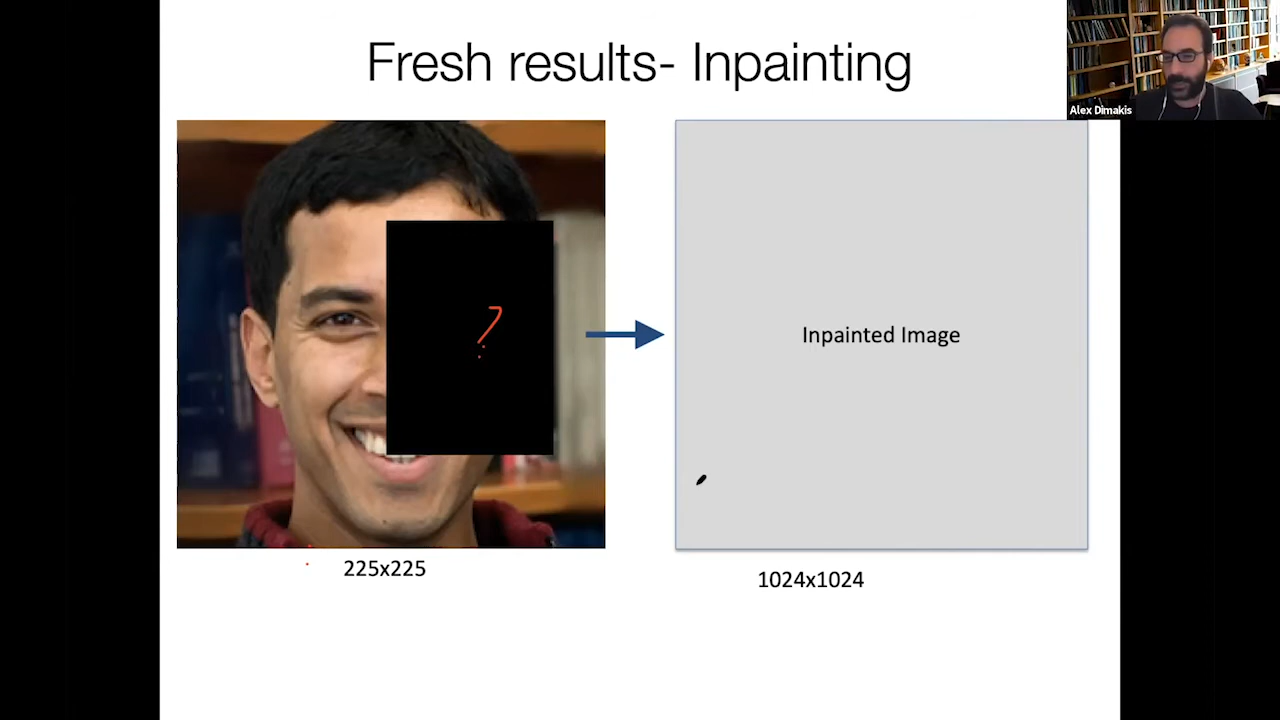 Fresh results- Inpainting
Alex Dimakis
?
Inpainted Image
225x225
1024x1024